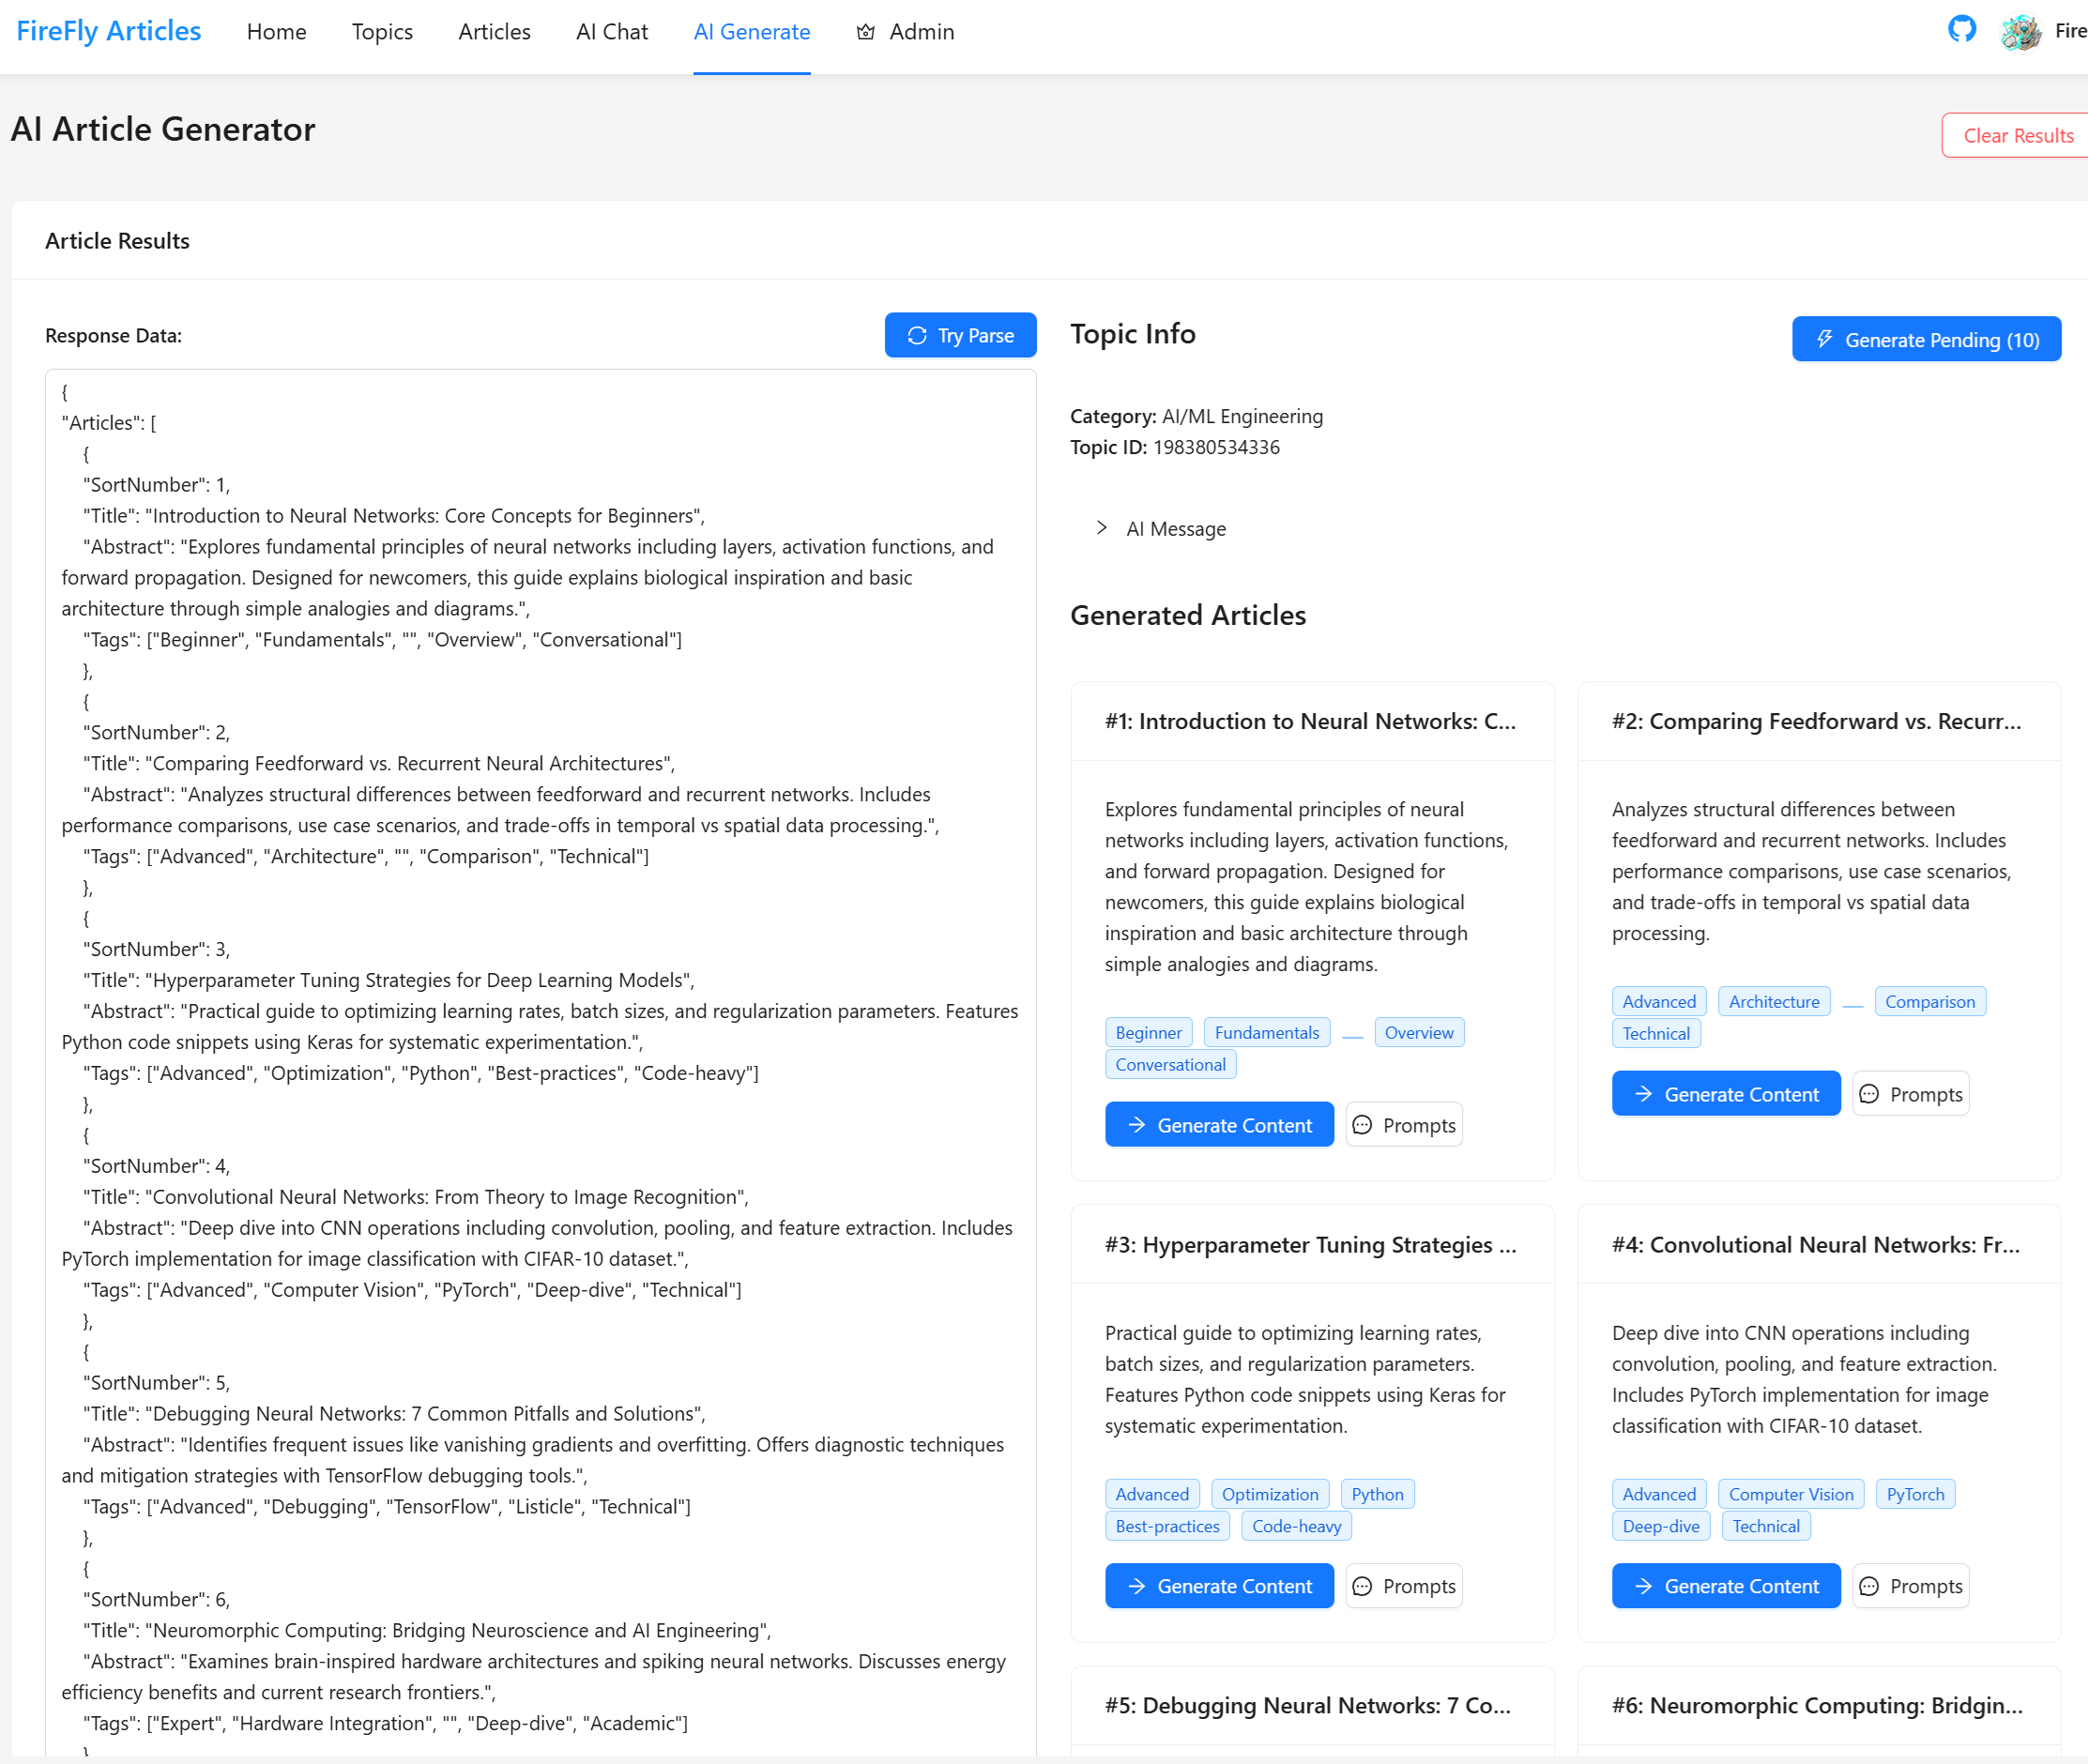 FireFly Articles Home Topics Articles AI Chat AI Generate Admin Fire
AI Article Generator
Clear Results
Article Results
Response Data:
Try Parse
{
"Articles": [
{
"SortNumber": 1,
"Title": "Introduction to Neural Networks: Core Concepts for Beginners",
"Abstract": "Explores fundamental principles of neural networks including layers, activation functions, and
forward propagation. Designed for newcomers, this guide explains biological inspiration and basic
architecture through simple analogies and diagrams.",
"Tags": ["Beginner", "Fundamentals", "", "Overview", "Conversational"]
},
{
"SortNumber": 2,
"Title": "Comparing Feedforward vs. Recurrent Neural Architectures",
"Abstract": "Analyzes structural differences between feedforward and recurrent networks. Includes
performance comparisons, use case scenarios, and trade-offs in temporal vs spatial data processing.",
"Tags": ["Advanced", "Architecture", "", "Comparison", "Technical"]
},
{
"SortNumber": 3,
"Title": "Hyperparameter Tuning Strategies for Deep Learning Models",
"Abstract": "Practical guide to optimizing learning rates, batch sizes, and regularization parameters. Features
Python code snippets using Keras for systematic experimentation.",
"Tags": ["Advanced", "Optimization", "Python", "Best-practices", "Code-heavy"]
},
{
"SortNumber": 4,
"Title": "Convolutional Neural Networks: From Theory to Image Recognition",
"Abstract": "Deep dive into CNN operations including convolution, pooling, and feature extraction. Includes
PyTorch implementation for image classification with CIFAR-10 dataset.",
"Tags": ["Advanced", "Computer Vision", "PyTorch", "Deep-dive", "Technical"]
},
{
"SortNumber": 5,
"Title": "Debugging Neural Networks: 7 Common Pitfalls and Solutions",
"Abstract": "Identifies frequent issues like vanishing gradients and overfitting. Offers diagnostic techniques
and mitigation strategies with TensorFlow debugging tools.",
"Tags": ["Advanced", "Debugging", "TensorFlow", "Listicle", "Technical"]
},
{
"SortNumber": 6,
"Title": "Neuromorphic Computing: Bridging Neuroscience and AI Engineering",
"Abstract": "Examines brain-inspired hardware architectures and spiking neural networks. Discusses energy
efficiency benefits and current research frontiers.",
"Tags": ["Expert", "Hardware Integration", "", "Deep-dive", "Academic"]
}
Topic Info
Generate Pending (10)
Category: AI/ML Engineering
Topic ID: 198380534336
AI Message
Generated Articles
#1: Introduction to Neural Networks: C...
Explores fundamental principles of neural
networks including layers, activation functions,
and forward propagation. Designed for
newcomers, this guide explains biological
inspiration and basic architecture through
simple analogies and diagrams.
Beginner Fundamentals Overview
Conversational
Generate Content Prompts
#2: Comparing Feedforward vs. Recurr...
Analyzes structural differences between
feedforward and recurrent networks. Includes
performance comparisons, use case scenarios,
and trade-offs in temporal vs spatial data
processing.
Advanced Architecture Comparison
Technical
Generate Content Prompts
#3: Hyperparameter Tuning Strategies ...
Practical guide to optimizing learning rates,
batch sizes, and regularization parameters.
Features Python code snippets using Keras for
systematic experimentation.
Advanced Optimization Python
Best-practices Code-heavy
Generate Content Prompts
#4: Convolutional Neural Networks: Fr...
Deep dive into CNN operations including
convolution, pooling, and feature extraction.
Includes PyTorch implementation for image
classification with CIFAR-10 dataset.
Advanced Computer Vision PyTorch
Deep-dive Technical
Generate Content Prompts
#5: Debugging Neural Networks: 7 Co...
#6: Neuromorphic Computing: Bridgin...